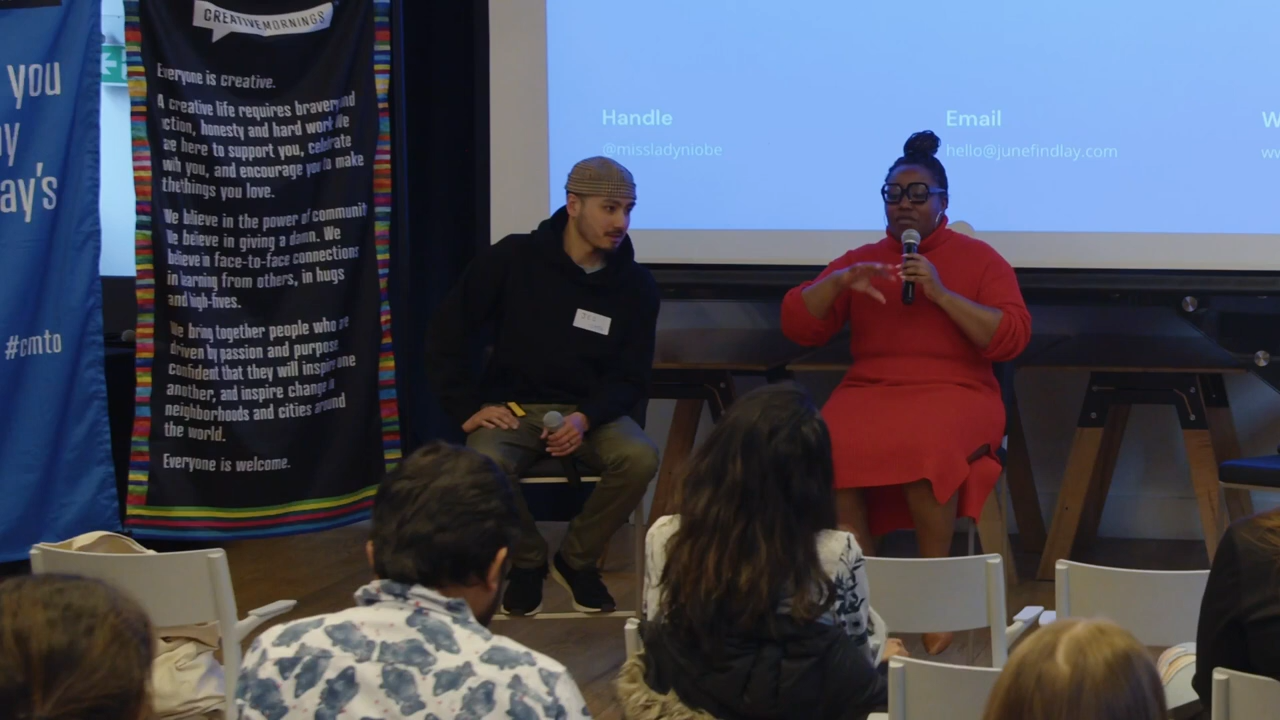 you
ay's
#cmto
CREATIVEMORNINGS
Everyone is creative.
A creative life requires bravery and
action, honesty and hard work. We
are here to support you, celebrate
with you, and encourage you to make
the things you love.
We believe in the power of community
We believe in giving a damn. We
believe in face-to-face connections
in learning from others, in hugs
and high-fives.
We bring together people who are
driven by passion and purpose
confident that they will inspire one
another, and inspire change in
neighborhoods and cities around
the world.
Everyone is welcome.
Handle
@missladyniobe
Email
hello@junefindlay.com
W
ww